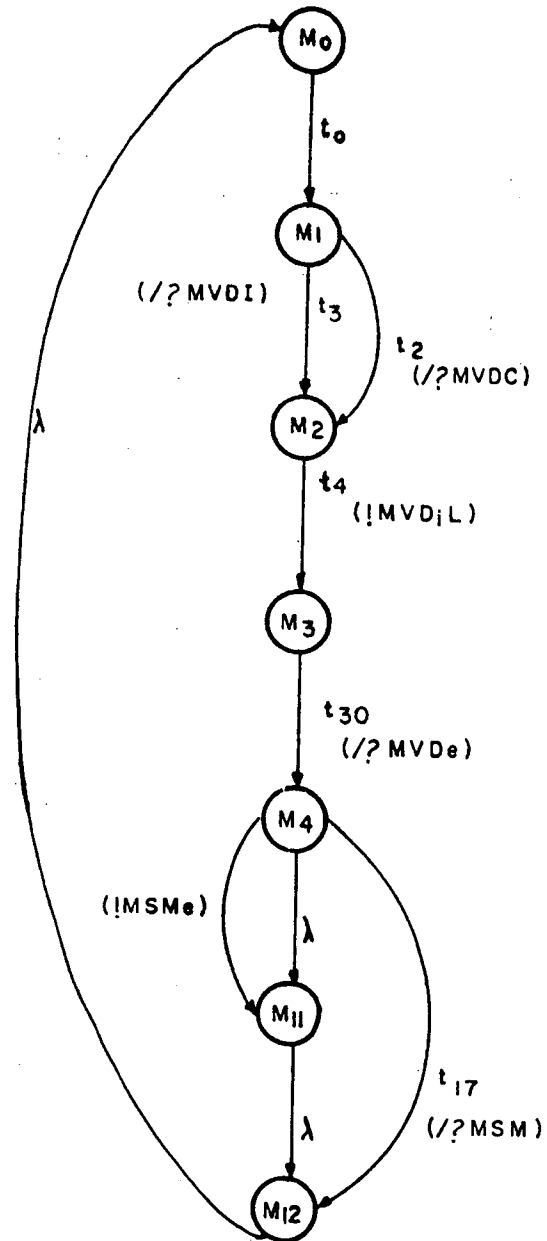 M0
t0
M1
(/?MVDI)
t3
t2
(/?MVDC)
M2
t4
(!MVDiL)
λ
M3
t30
(/?MVDe)
M4
(!MSMe)
λ
M11
t17
(/?MSM)
λ
M12